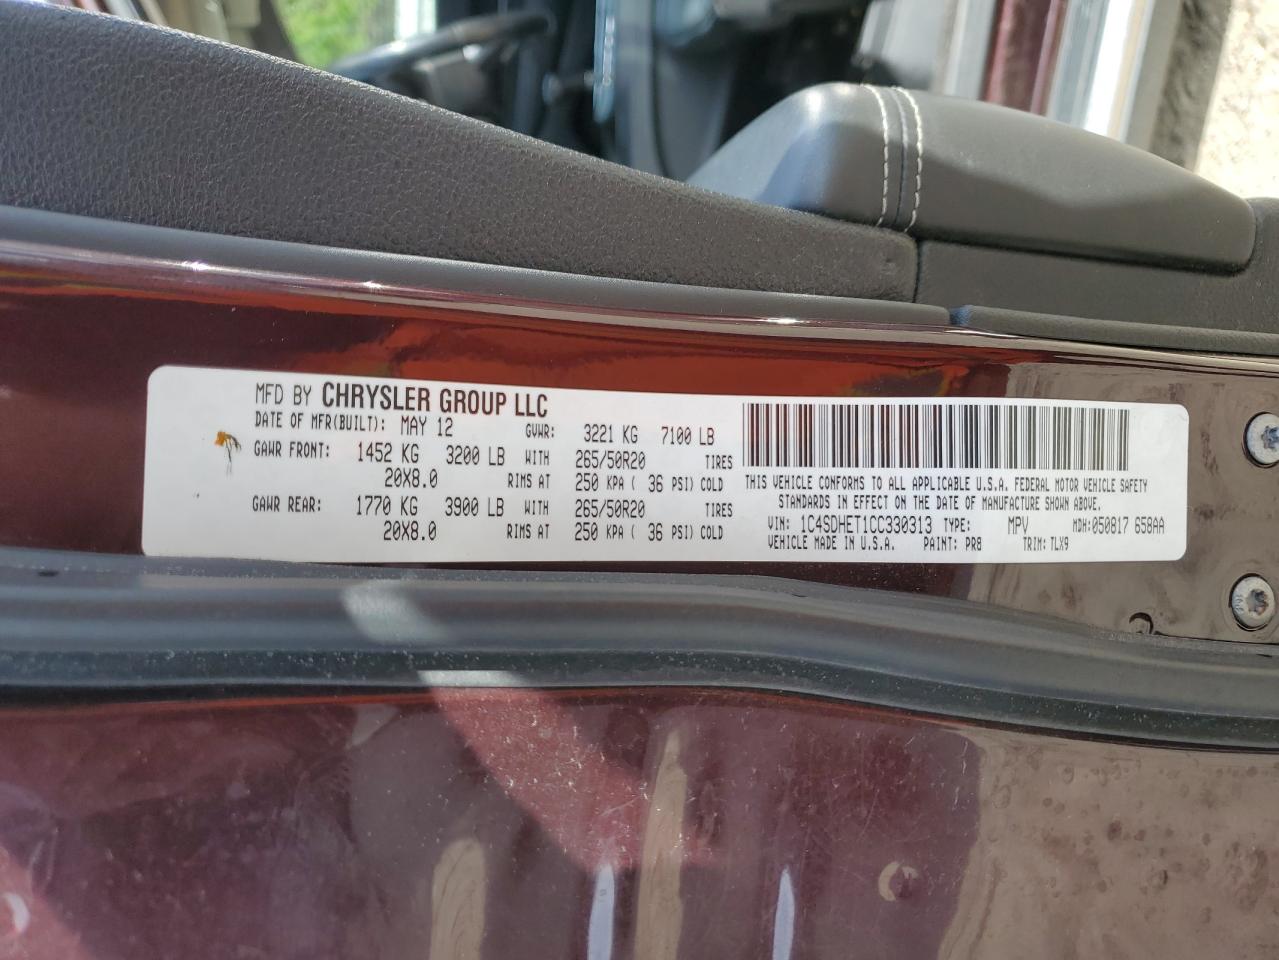 MFD BY CHRYSLER GROUP LLC
DATE OF MFR(BUILT): MAY 12 GVWR: 3221 KG 7100 LB
GAWR FRONT: 1452 KG 3200 LB WITH 265/50R20 TIRES
20X8.0 RIMS AT 250 KPA ( 36 PSI) COLD
GAWR REAR: 1770 KG 3900 LB WITH 265/50R20 TIRES
20X8.0 RIMS AT 250 KPA ( 36 PSI) COLD
THIS VEHICLE CONFORMS TO ALL APPLICABLE U.S.A. FEDERAL MOTOR VEHICLE SAFETY
STANDARDS IN EFFECT ON THE DATE OF MANUFACTURE SHOWN ABOVE.
VIN: 1C4SDHET1CC330313 TYPE: MPV MDH:050817 658AA
VEHICLE MADE IN U.S.A. PAINT: PR8 TRIM: TLX9